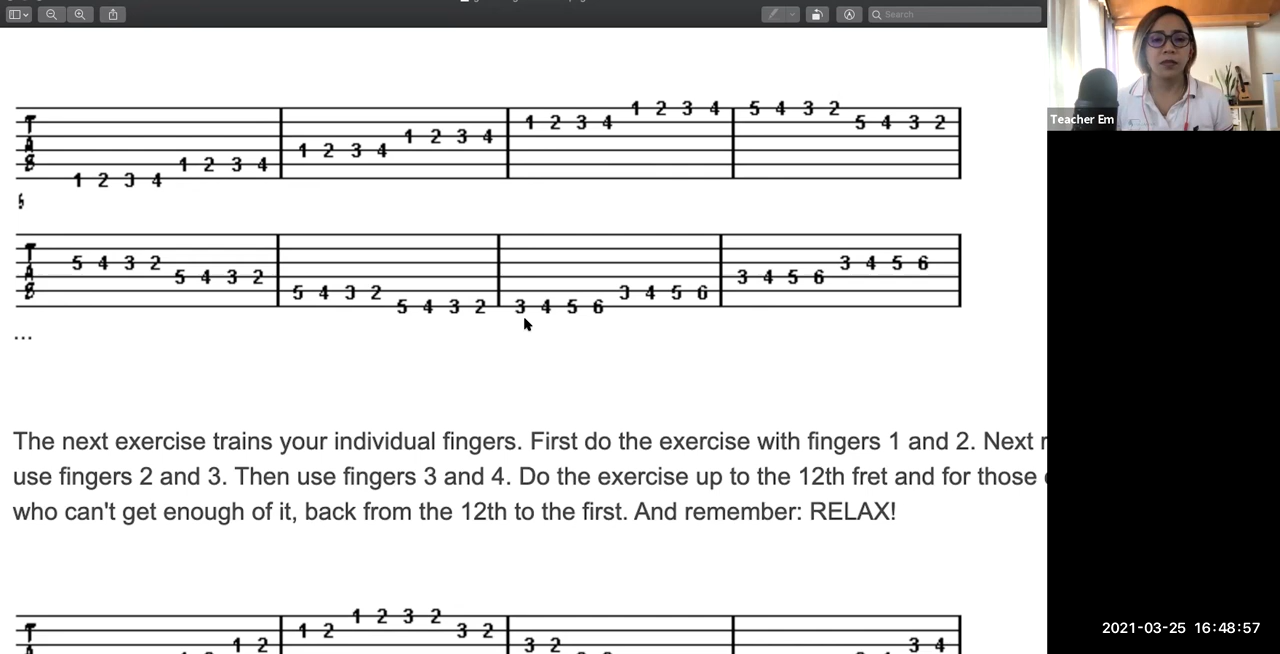 Search
Teacher Em
1 2 3 4 5 4 3 2
1 2 3 4 5 4 3 2
1 2 3 4
1 2 3 4
1 2 3 4
1 2 3 4
T
A
B
5
5 4 3 2 3 4 5 6
5 4 3 2 3 4 5 6
5 4 3 2 3 4 5 6
5 4 3 2 3 4 5 6
T
A
B
...
The next exercise trains your individual fingers. First do the exercise with fingers 1 and 2. Next
use fingers 2 and 3. Then use fingers 3 and 4. Do the exercise up to the 12th fret and for those
who can't get enough of it, back from the 12th to the first. And remember: RELAX!
1 2 3 2
1 2 3 2
1 2 3 2 3 4
T
2021-03-25 16:48:57